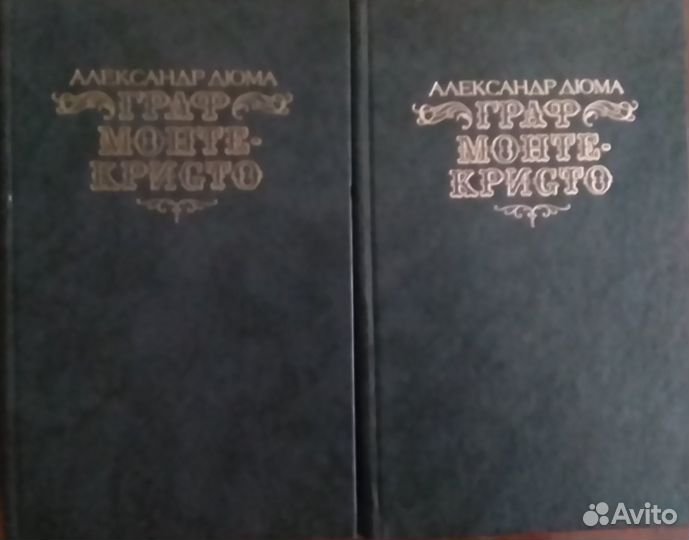 АЛЕКСАНДР ДЮМА
ГРАФ
МОНТЕ-
КРИСТО
АЛЕКСАНДР ДЮМА
ГРАФ
МОНТЕ-
КРИСТО
Avito